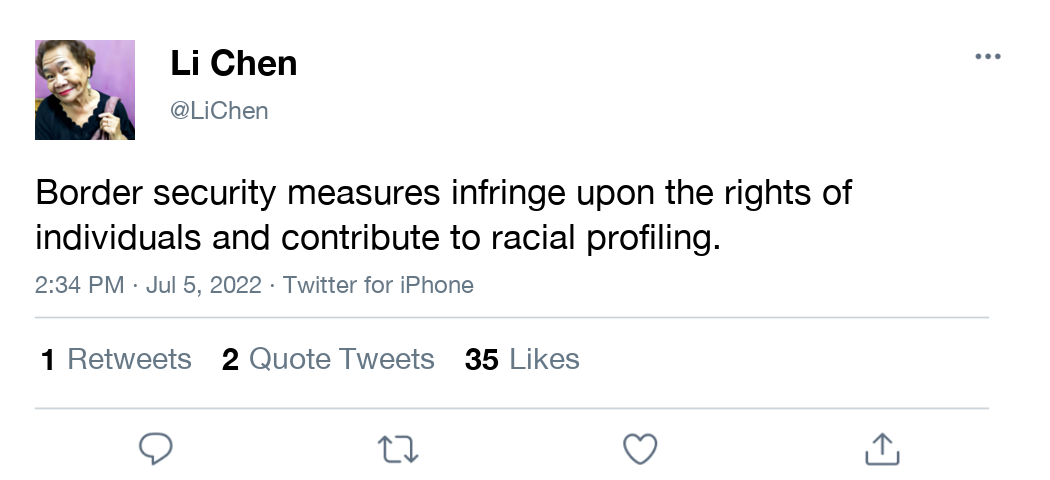 Li Chen
@LiChen
Border security measures infringe upon the rights of
individuals and contribute to racial profiling.
2:34 PM · Jul 5, 2022 · Twitter for iPhone
1 Retweets 2 Quote Tweets 35 Likes